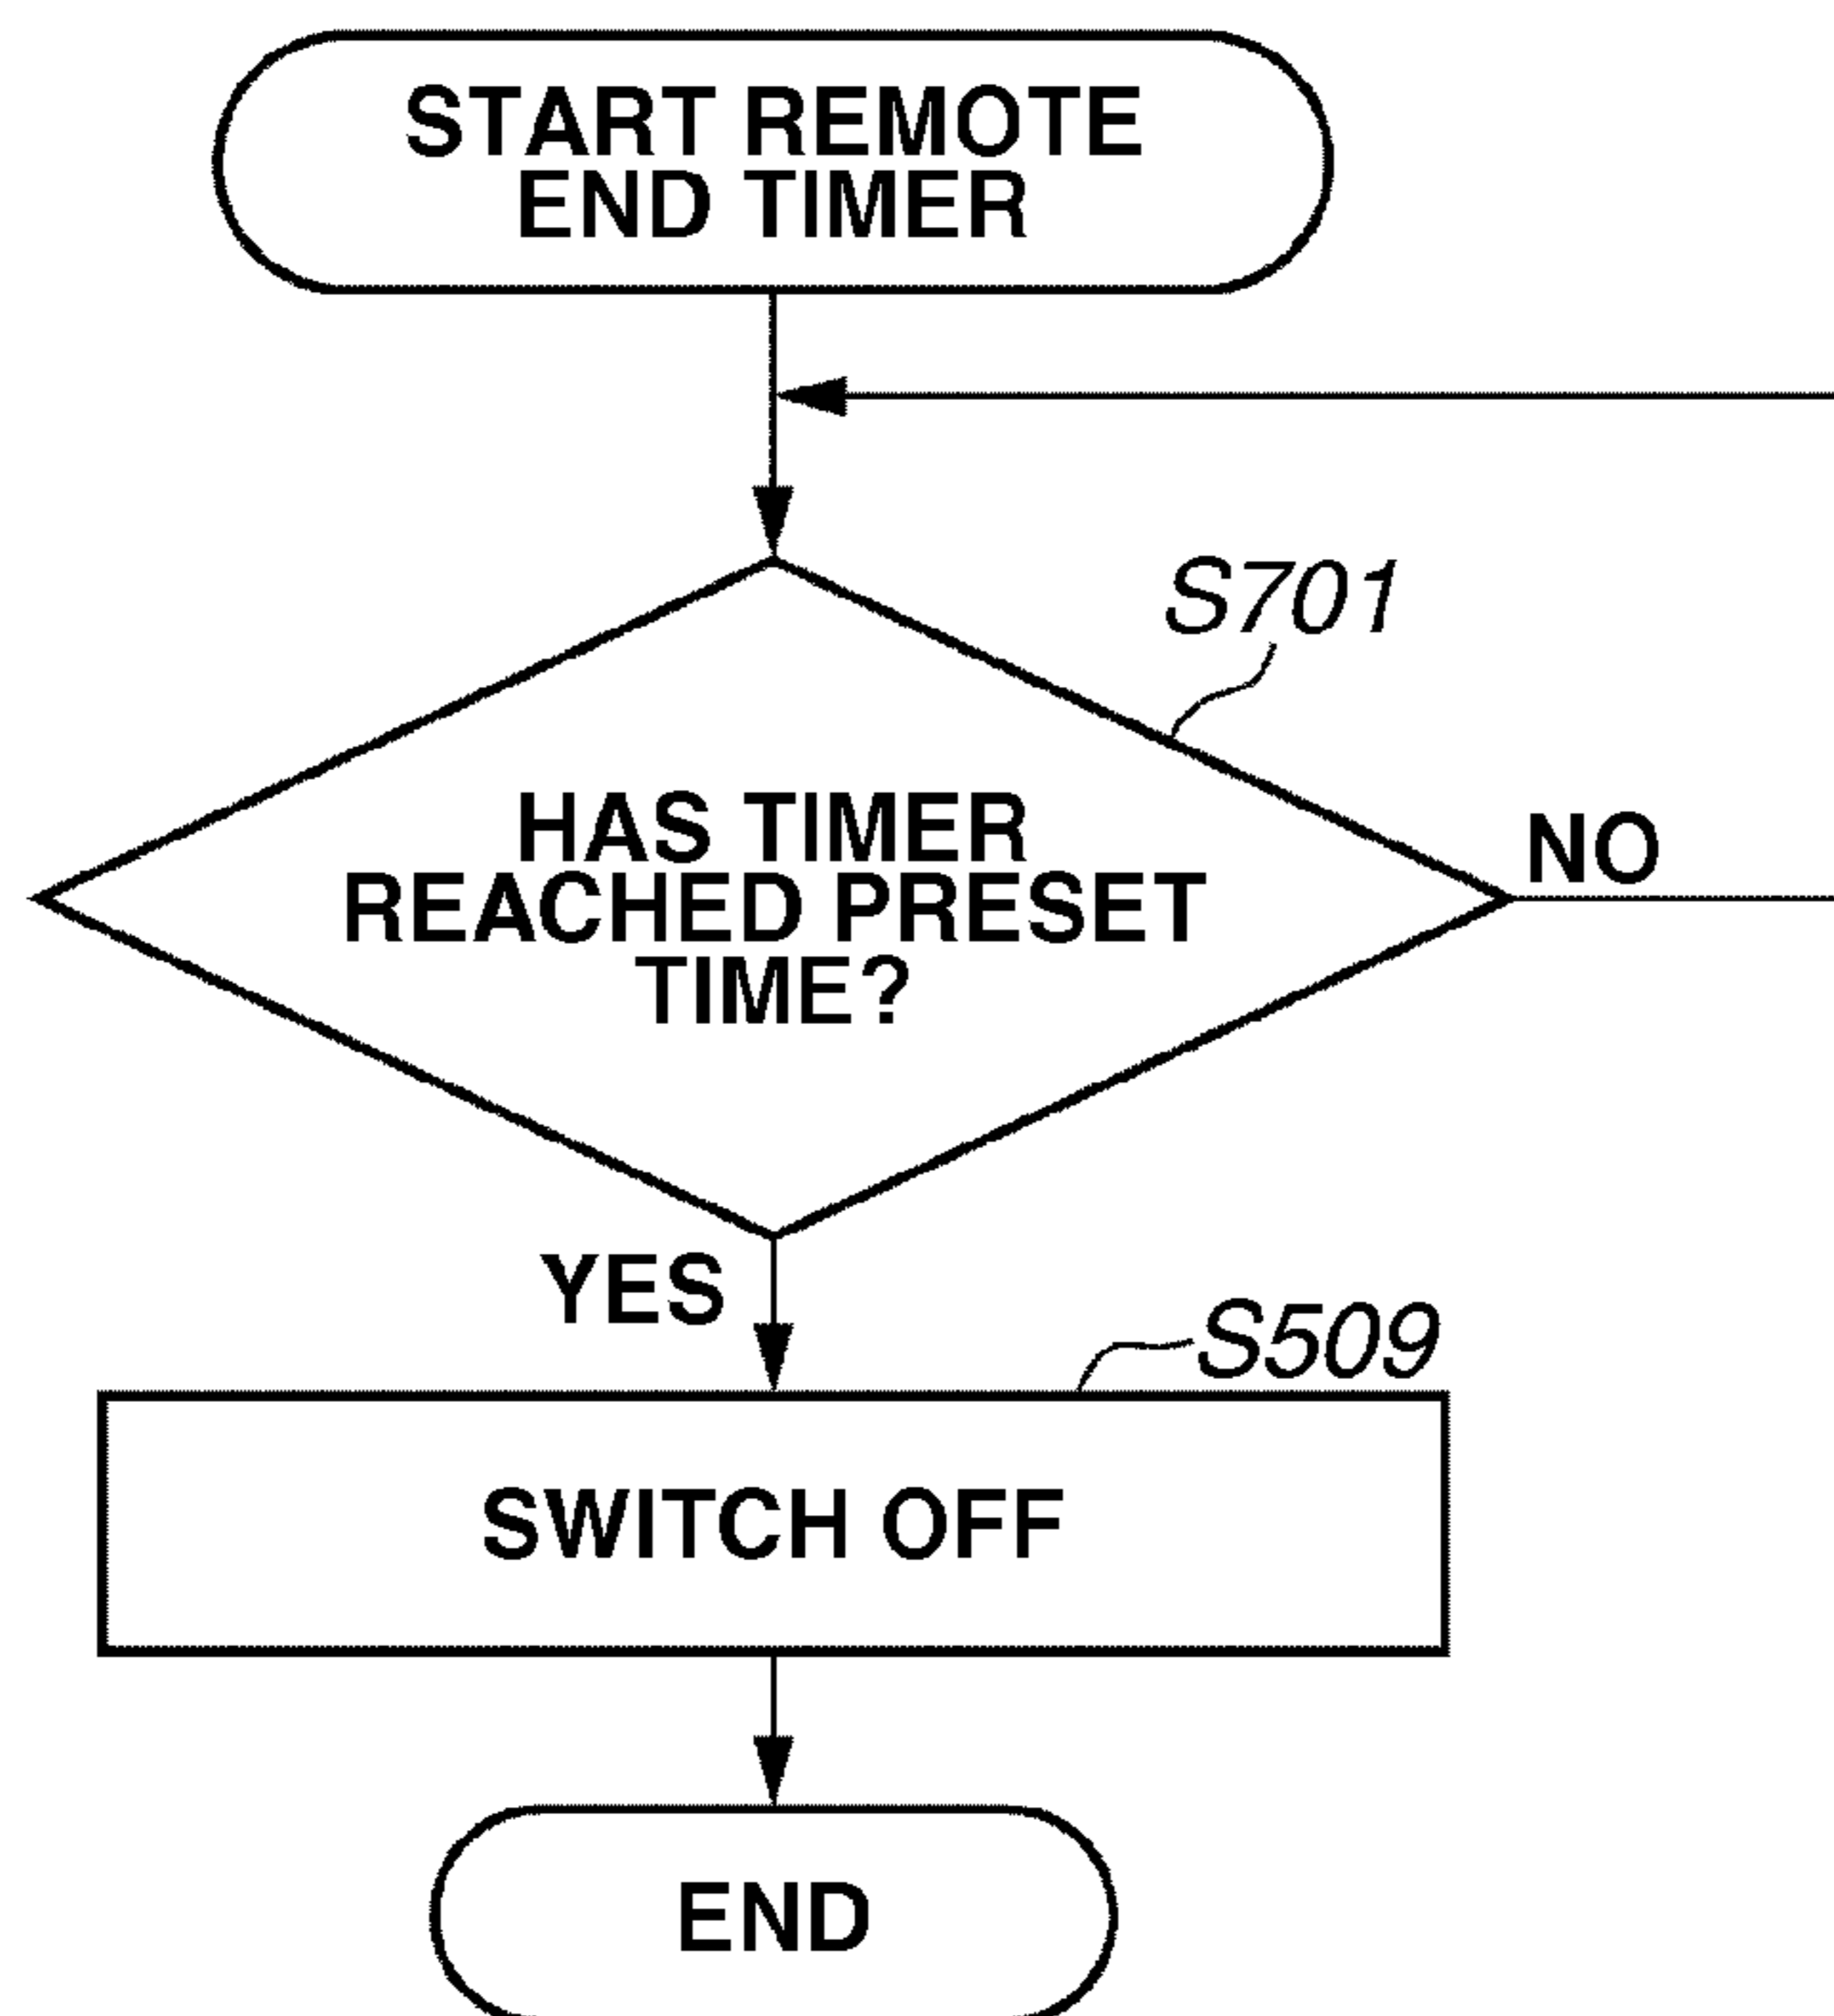 START REMOTE
END TIMER
S701
HAS TIMER
REACHED PRESET
TIME?
NO
YES
S509
SWITCH OFF
END